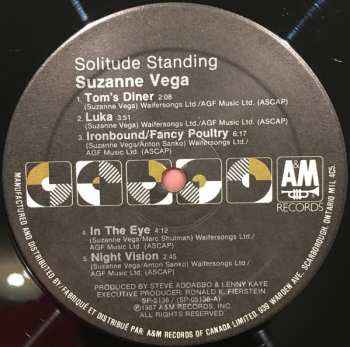 Solitude Standing
Suzanne Vega
1. Tom's Diner 2:08
(Suzanne Vega) Waifersongs Ltd./AGF Music Ltd. (ASCAP)
2. Luka 3:51
(Suzanne Vega) Waifersongs Ltd./AGF Music Ltd. (ASCAP)
3. Ironbound/Fancy Poultry 6:17
(Suzanne Vega/Anton Sanko) Waifersongs Ltd./
AGF Music Ltd. (ASCAP)
A&M
RECORDS
4. In The Eye 4:12
(Suzanne Vega/Marc Shulman) Waifersongs Ltd./
AGF Music Ltd. (ASCAP)
5. Night Vision 2:45
(Suzanne Vega/Anton Sanko) Waifersongs Ltd./
AGF Music Ltd. (ASCAP)
PRODUCED BY STEVE ADDABBO & LENNY KAYE
EXECUTIVE PRODUCER: RONALD K. FIERSTEIN
SP-5136 / (SP-05136-A)
℗1987 A&M RECORDS, INC.
ALL RIGHTS RESERVED
MANUFACTURED AND DISTRIBUTED BY/FABRIQUÉ ET DISTRIBUÉ PAR: A&M RECORDS OF CANADA LIMITED 939 WARDEN AVE, SCARBOROUGH, ONTARIO M1L 4C5.